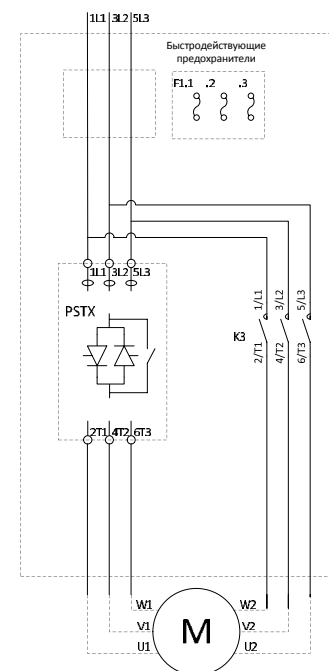 1L1 3L2 5L3
Быстродействующие
предохранители
F1.1 .2 .3
1L1 3L2 5L3
PSTX
1/L1 3/L2 5/L3
K3
2/T1 4/T2 6/T3
2T1 4T2 6T3
W1 W2
V1 V2
M
U1 U2